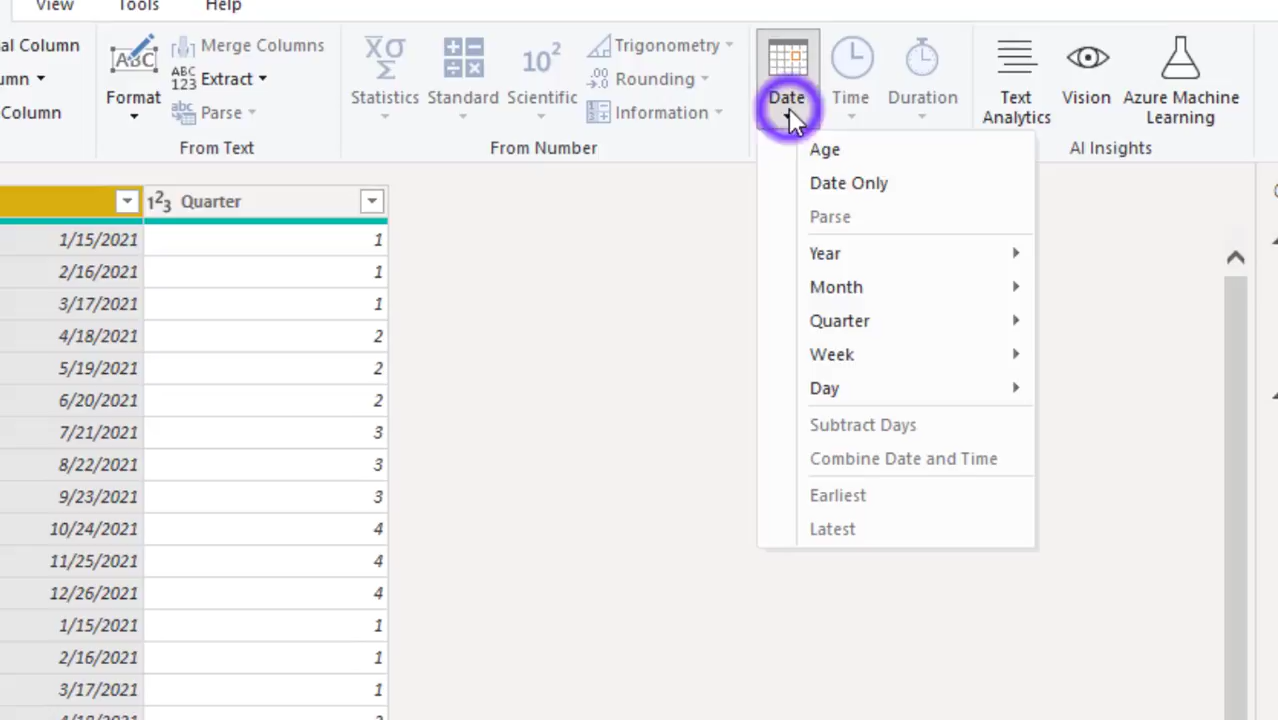 View Tools Help
al Column
umn
Column
Format
Merge Columns
Extract
Parse
From Text
Statistics
Standard
Scientific
Trigonometry
Rounding
Information
From Number
Date
Time
Duration
Text
Analytics
Vision
Azure Machine
Learning
AI Insights
Age
Date Only
Parse
Year
Month
Quarter
Week
Day
Subtract Days
Combine Date and Time
Earliest
Latest
Quarter
1/15/2021 1
2/16/2021 1
3/17/2021 1
4/18/2021 2
5/19/2021 2
6/20/2021 2
7/21/2021 3
8/22/2021 3
9/23/2021 3
10/24/2021 4
11/25/2021 4
12/26/2021 4
1/15/2021 1
2/16/2021 1
3/17/2021 1